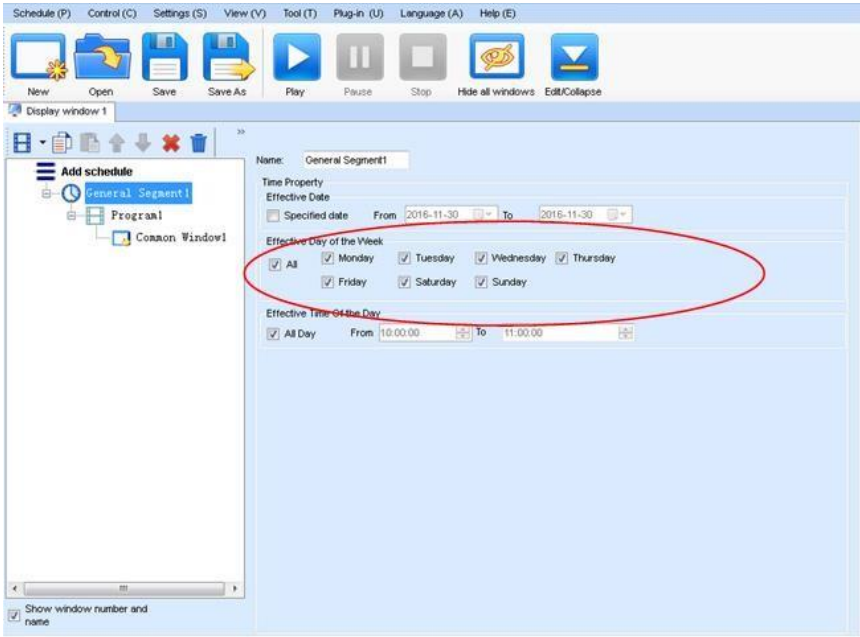 Schedule (P) Control (C) Settings (S) View (V) Tool (T) Plug-in (U) Language (A) Help (E)
New Open Save Save As Play Pause Stop Hide all windows Edit/Collapse
Display window 1
Name: General Segment1
Add schedule
General Segment1
Program1
Common Window1
Time Property
Effective Date
Specified date From 2016-11-30 To 2016-11-30
Effective Day of the Week
All Monday Tuesday Wednesday Thursday
Friday Saturday Sunday
Effective Time Of the Day
All Day From 10:00:00 To 11:00:00
Show window number and
name